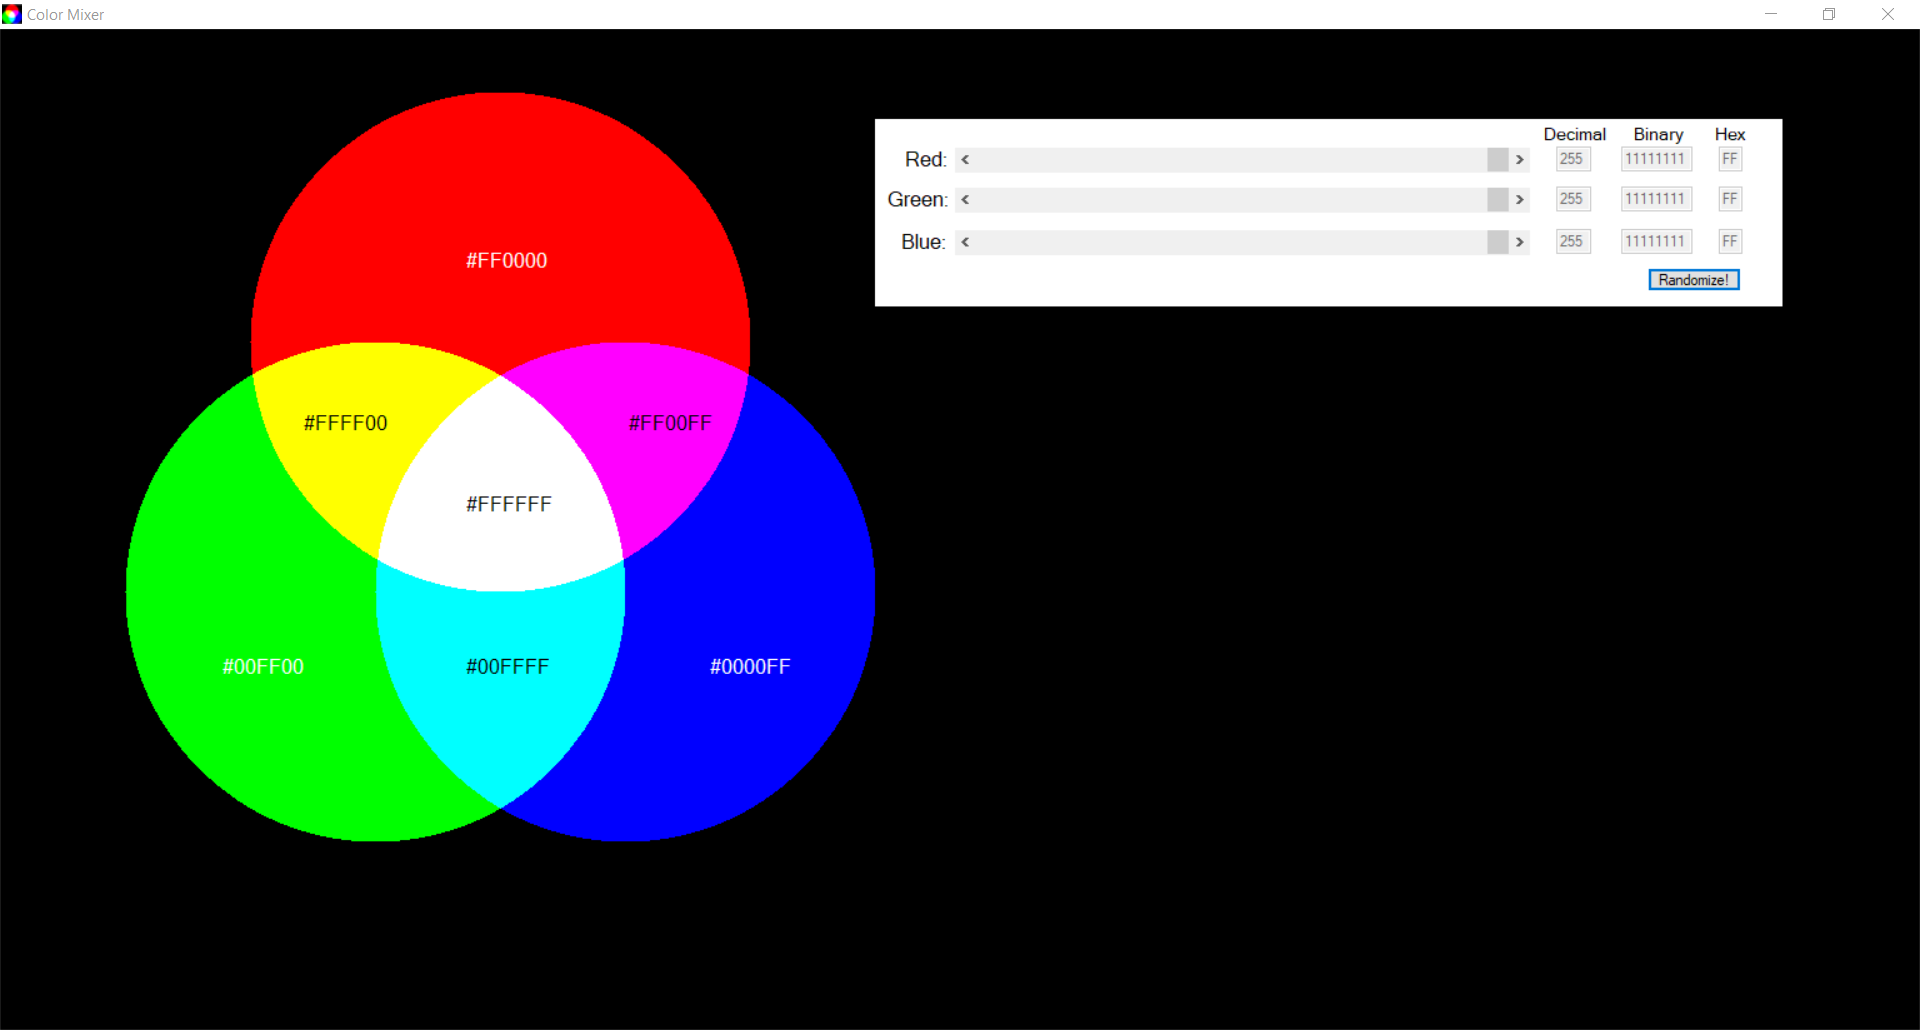 Color Mixer
Decimal Binary Hex
Red: 255 11111111 FF
Green: 255 11111111 FF
Blue: 255 11111111 FF
Randomize!
#FF0000
#FFFF00 #FF00FF
#FFFFFF
#00FF00 #00FFFF #0000FF